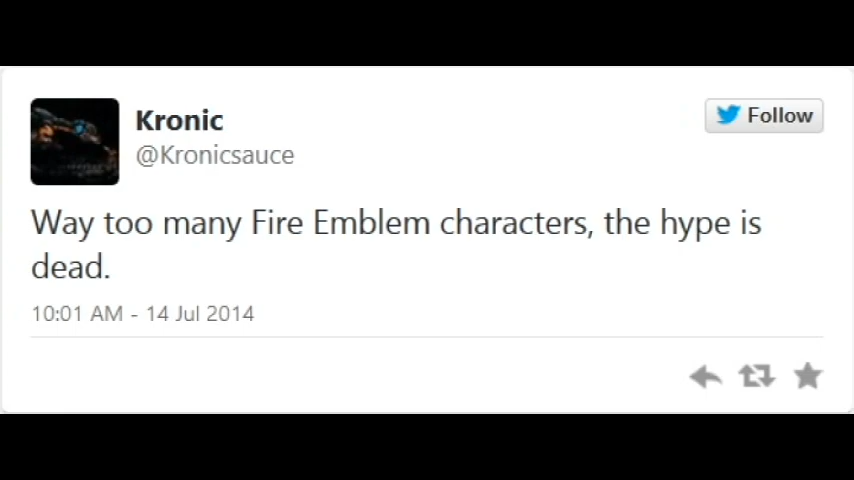 Kronic
Follow
@Kronicsauce
Way too many Fire Emblem characters, the hype is
dead.
10:01 AM - 14 Jul 2014